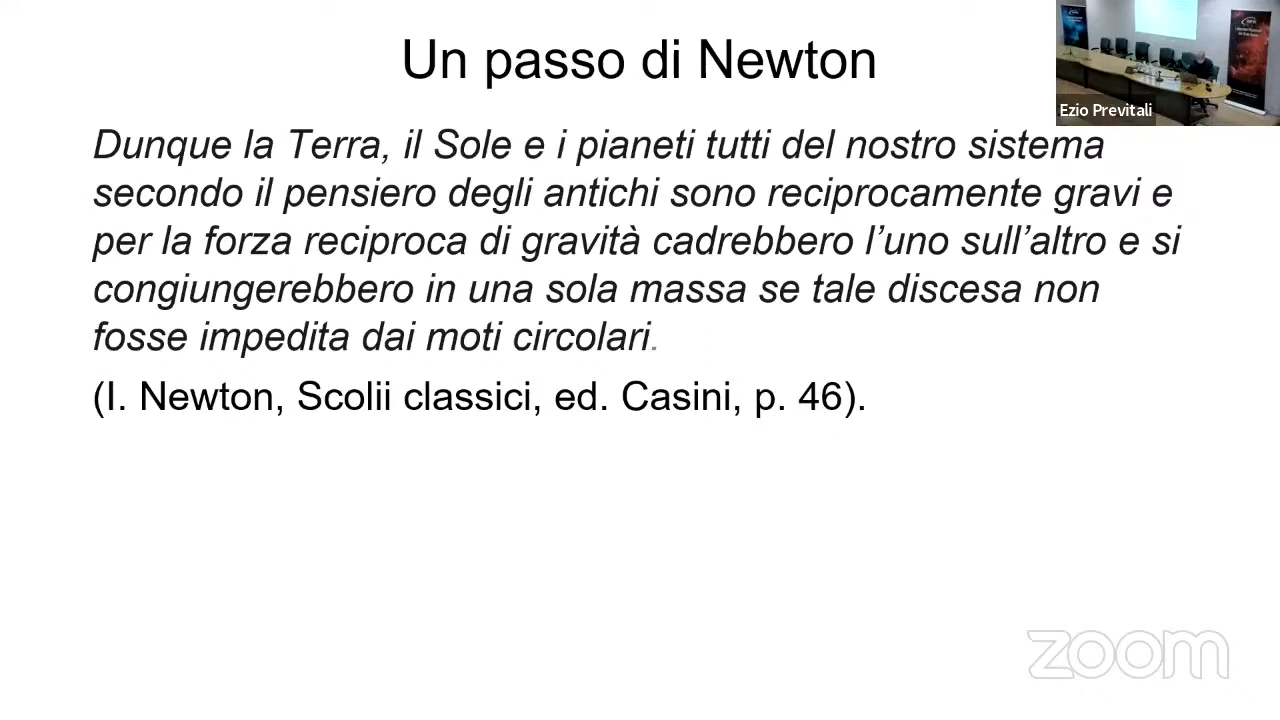 Un passo di Newton
Ezio Previtali
Dunque la Terra, il Sole e i pianeti tutti del nostro sistema
secondo il pensiero degli antichi sono reciprocamente gravi e
per la forza reciproca di gravità cadrebbero l’uno sull’altro e si
congiungerebbero in una sola massa se tale discesa non
fosse impedita dai moti circolari.
(I. Newton, Scolii classici, ed. Casini, p. 46).
zoom